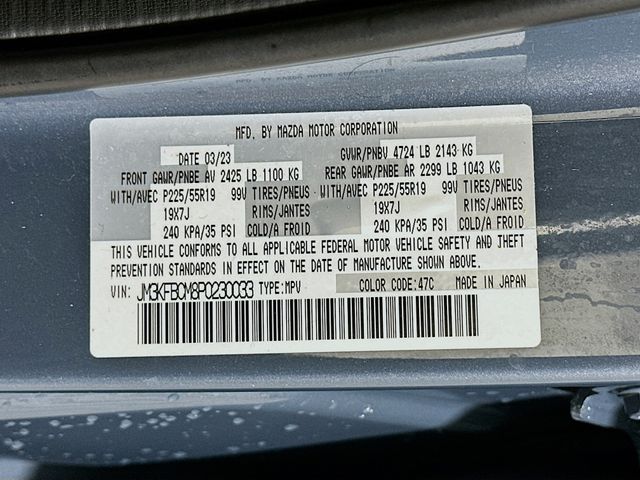 MFD. BY MAZDA MOTOR CORPORATION
DATE 03/23 GVWR/PNBV 4724 LB 2143 KG
FRONT GAWR/PNBE AV 2425 LB 1100 KG REAR GAWR/PNBE AR 2299 LB 1043 KG
WITH/AVEC P225/55R19 99V TIRES/PNEUS WITH/AVEC P225/55R19 99V TIRES/PNEUS
19X7J RIMS/JANTES 19X7J RIMS/JANTES
240 KPA/35 PSI COLD/A FROID 240 KPA/35 PSI COLD/A FROID
THIS VEHICLE CONFORMS TO ALL APPLICABLE FEDERAL MOTOR VEHICLE SAFETY AND THEFT
PREVENTION STANDARDS IN EFFECT ON THE DATE OF MANUFACTURE SHOWN ABOVE.
VIN: JM3KFBCM8P0230033 TYPE:MPV COLOR CODE:47C MADE IN JAPAN